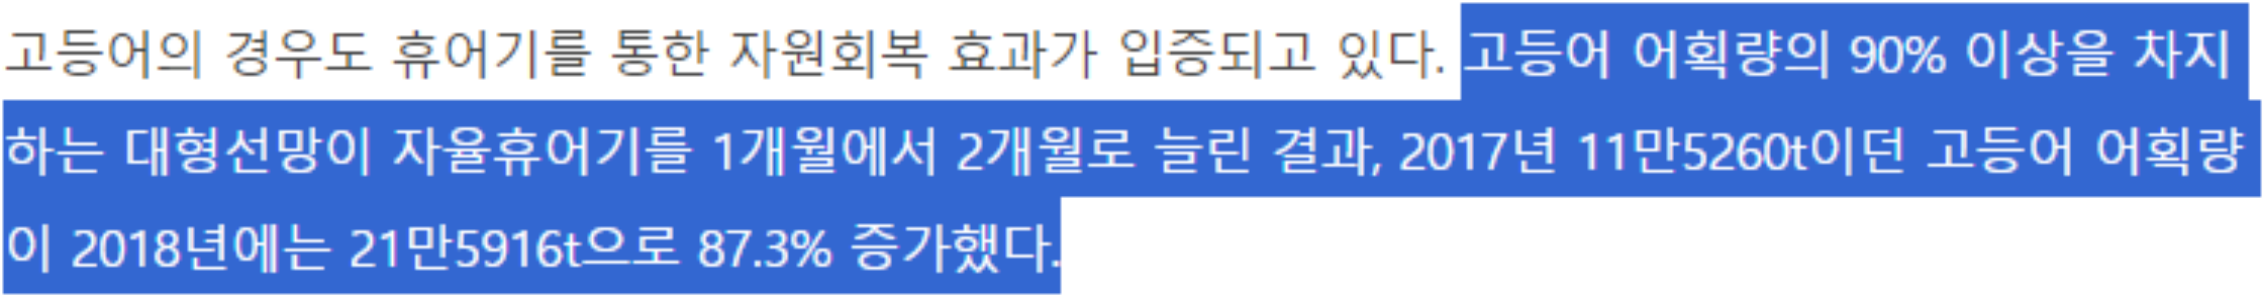 고등어의 경우도 휴어기를 통한 자원회복 효과가 입증되고 있다. 고등어 어획량의 90% 이상을 차지
하는 대형선망이 자율휴어기를 1개월에서 2개월로 늘린 결과, 2017년 11만5260t이던 고등어 어획량
이 2018년에는 21만5916t으로 87.3% 증가했다.